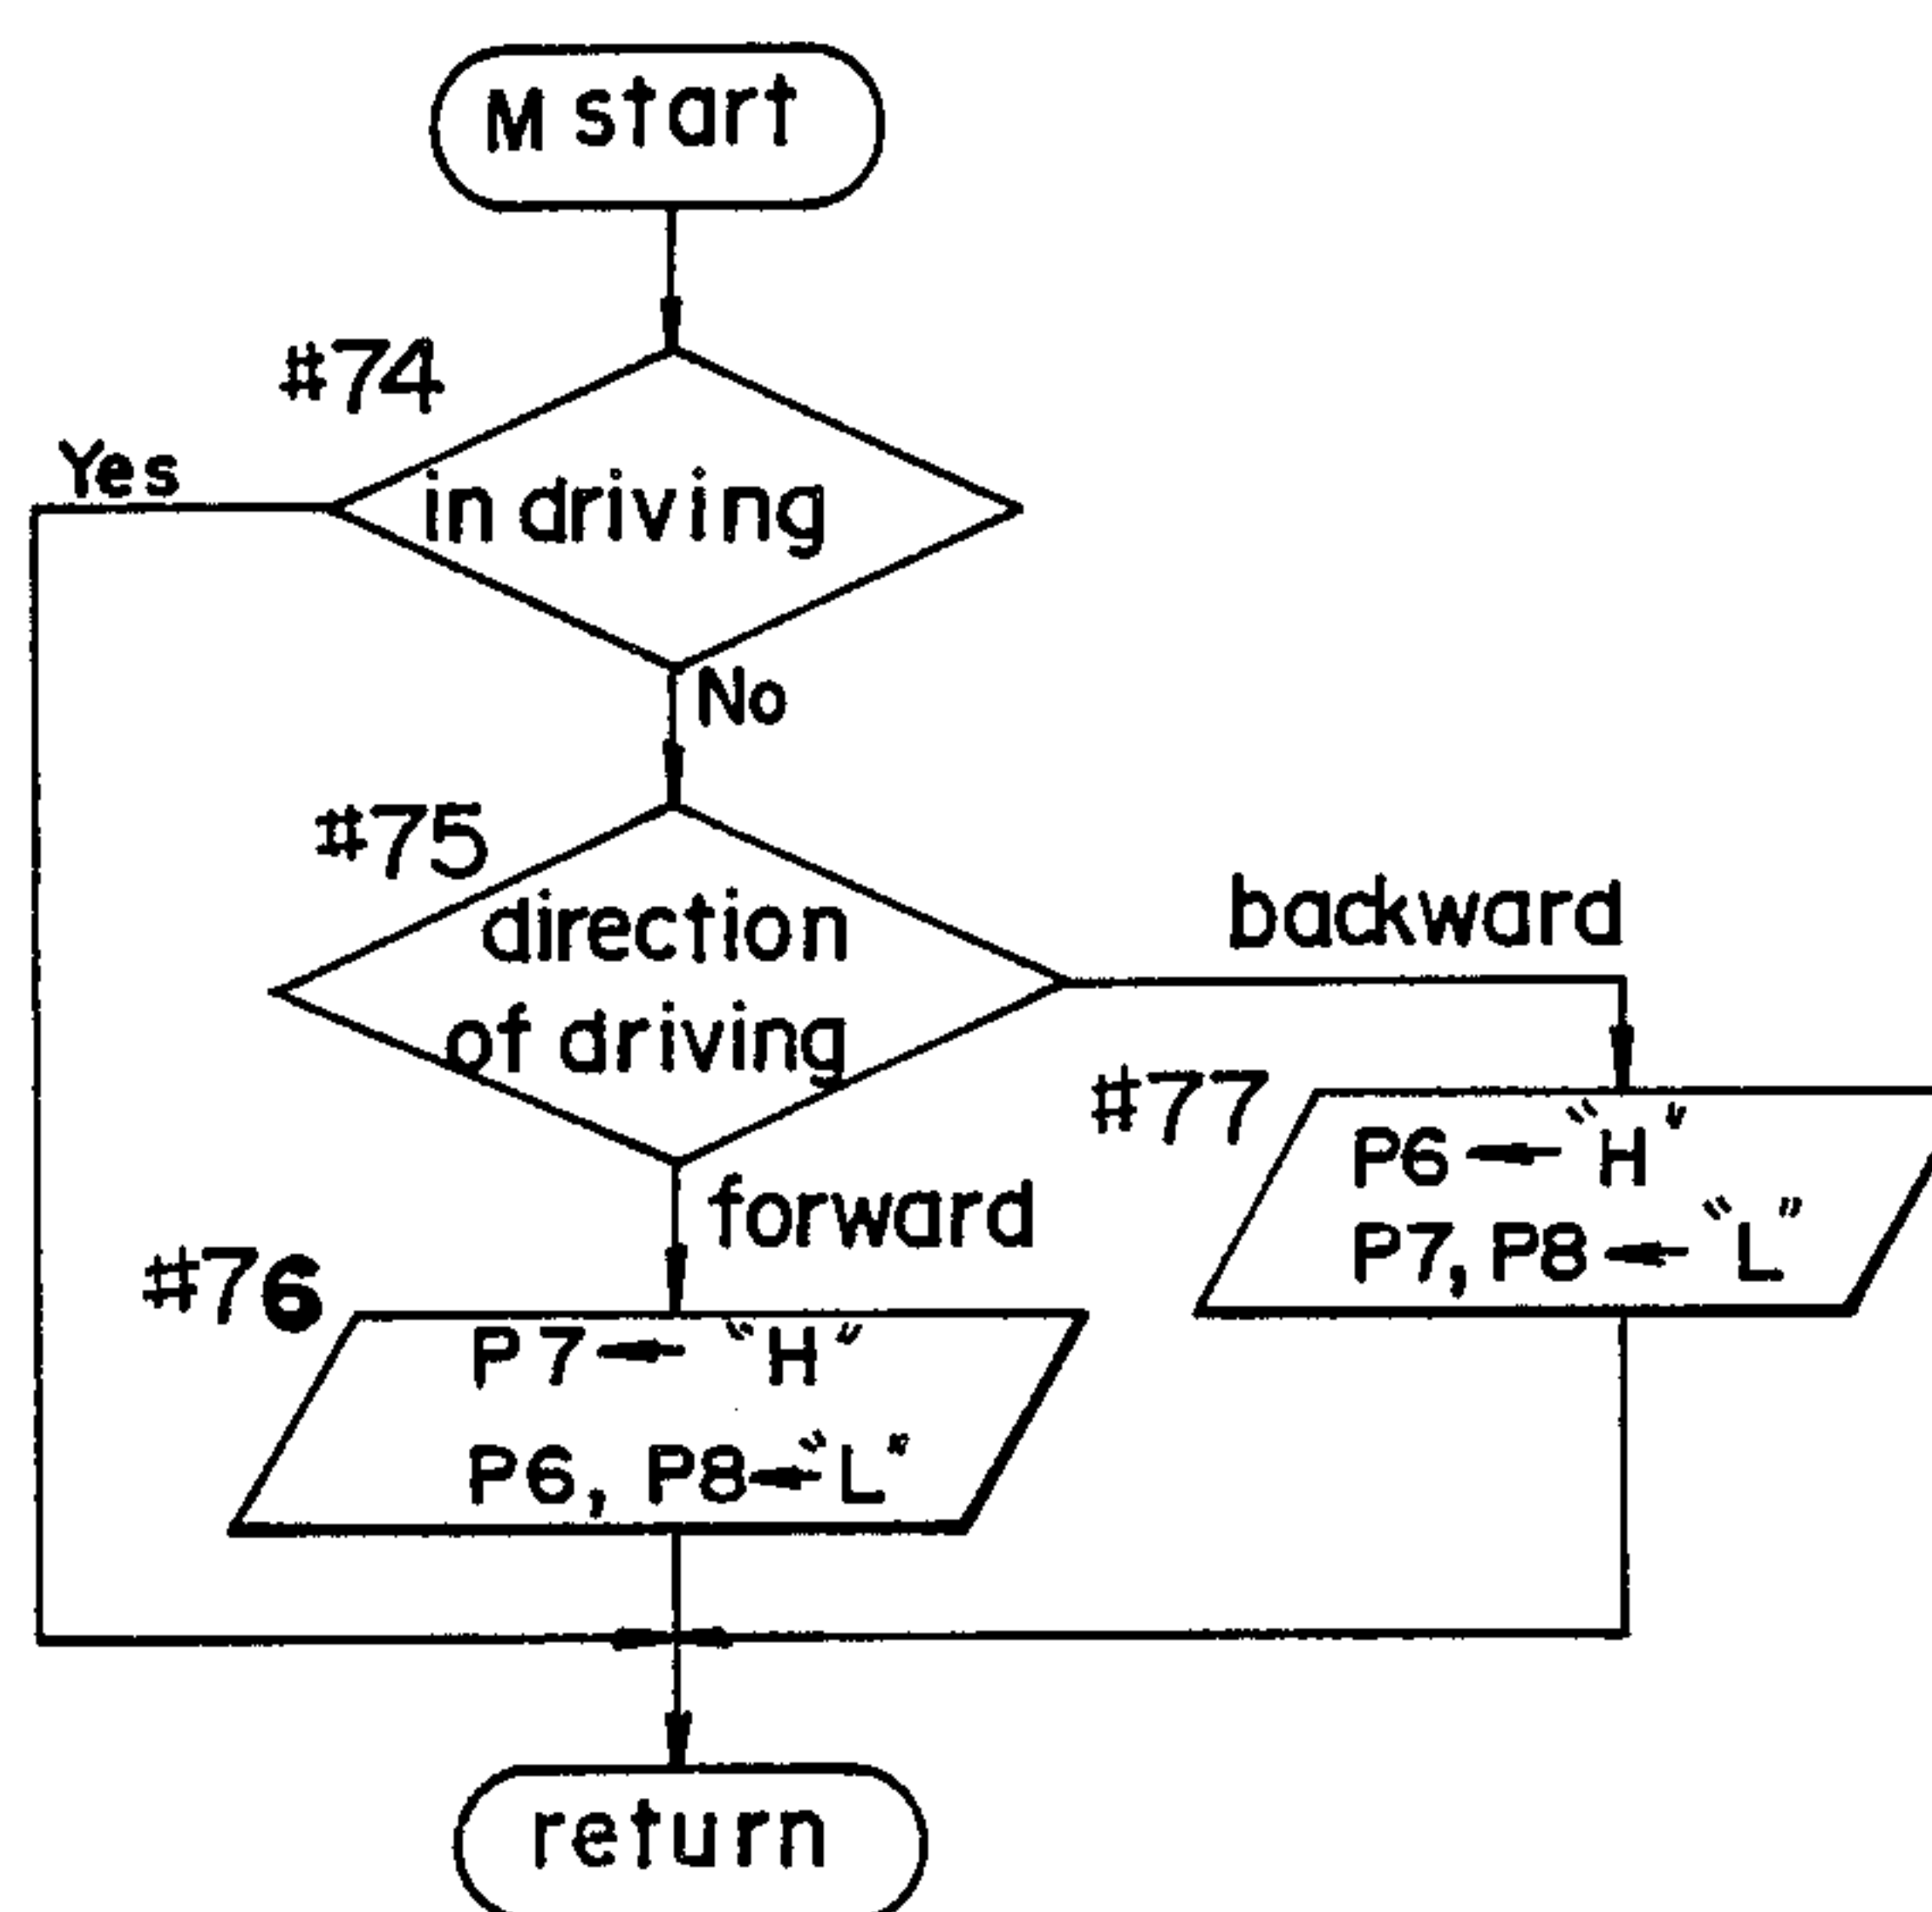 M start
#74
Yes
in driving
No
#75
direction
of driving
backward
#77
P6 ← "H"
P7, P8 ← "L"
forward
#76
P7 ← "H"
P6, P8 ← "L"
return